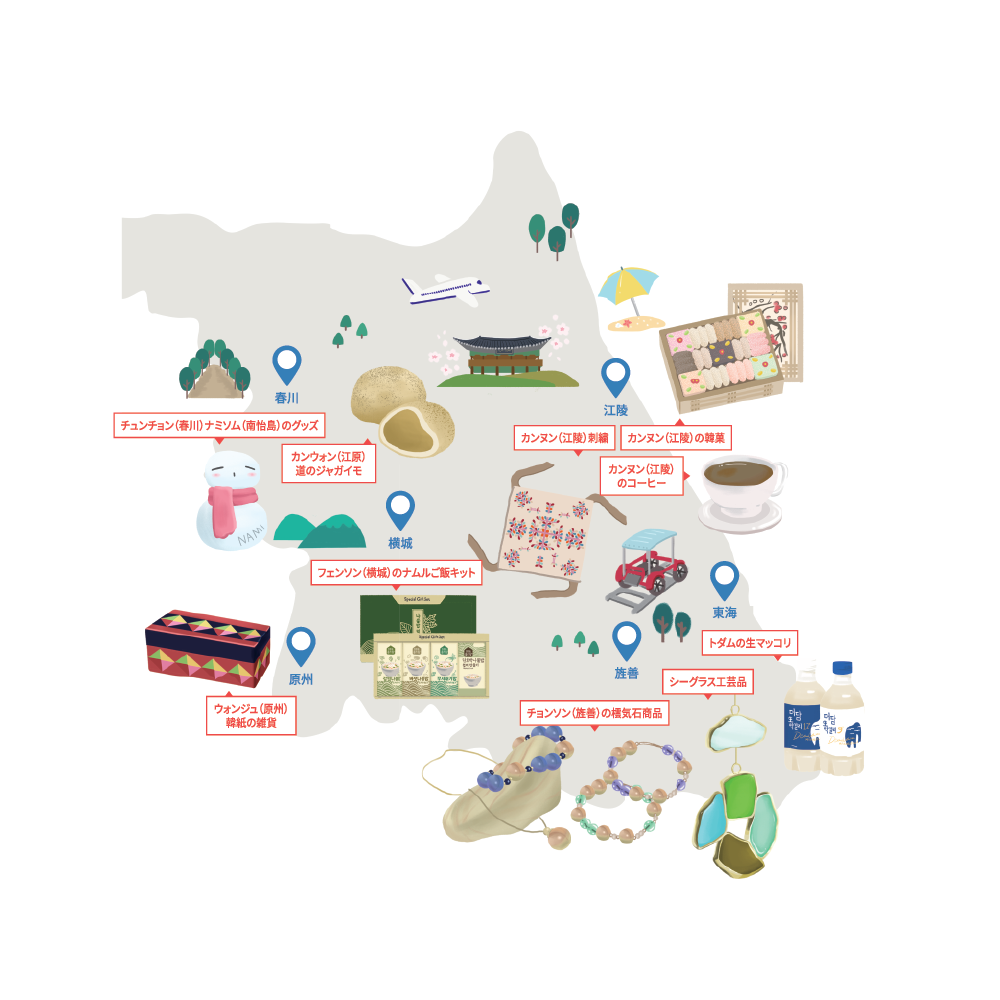 春川
江陵
チュンチョン(春川)ナミソム(南怡島)のグッズ
カンウォン(江原)
道のジャガイモ
カンヌン(江陵)刺繍
カンヌン(江陵)の韓菓
カンヌン(江陵)
のコーヒー
NAMI
横城
フェンソン(横城)のナムルご飯キット
Special Gift Set
Special Gift Set
東海
原州
旌善
トダムの生マッコリ
シーグラス工芸品
ウォンジュ(原州)
韓紙の雑貨
チョンソン(旌善)の櫶気石商品